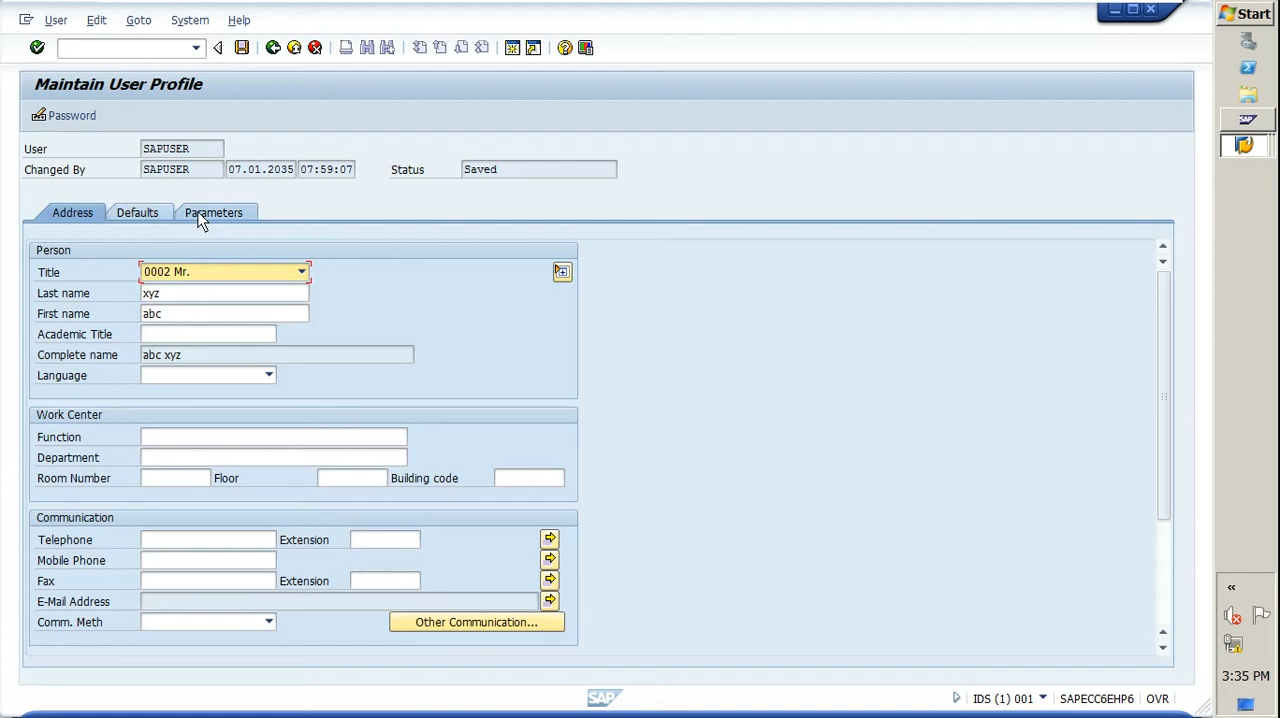 User Edit Goto System Help
Start
Maintain User Profile
Password
User SAPUSER
Changed By SAPUSER 07.01.2035 07:59:07 Status Saved
Address Defaults Parameters
Person
Title 0002 Mr.
Last name xyz
First name abc
Academic Title
Complete name abc xyz
Language
Work Center
Function
Department
Room Number Floor Building code
Communication
Telephone Extension
Mobile Phone
Fax Extension
E-Mail Address
Comm. Meth Other Communication...
SAP IDS (1) 001 SAPECC6EHP6 OVR
SAP
«
3:35 PM